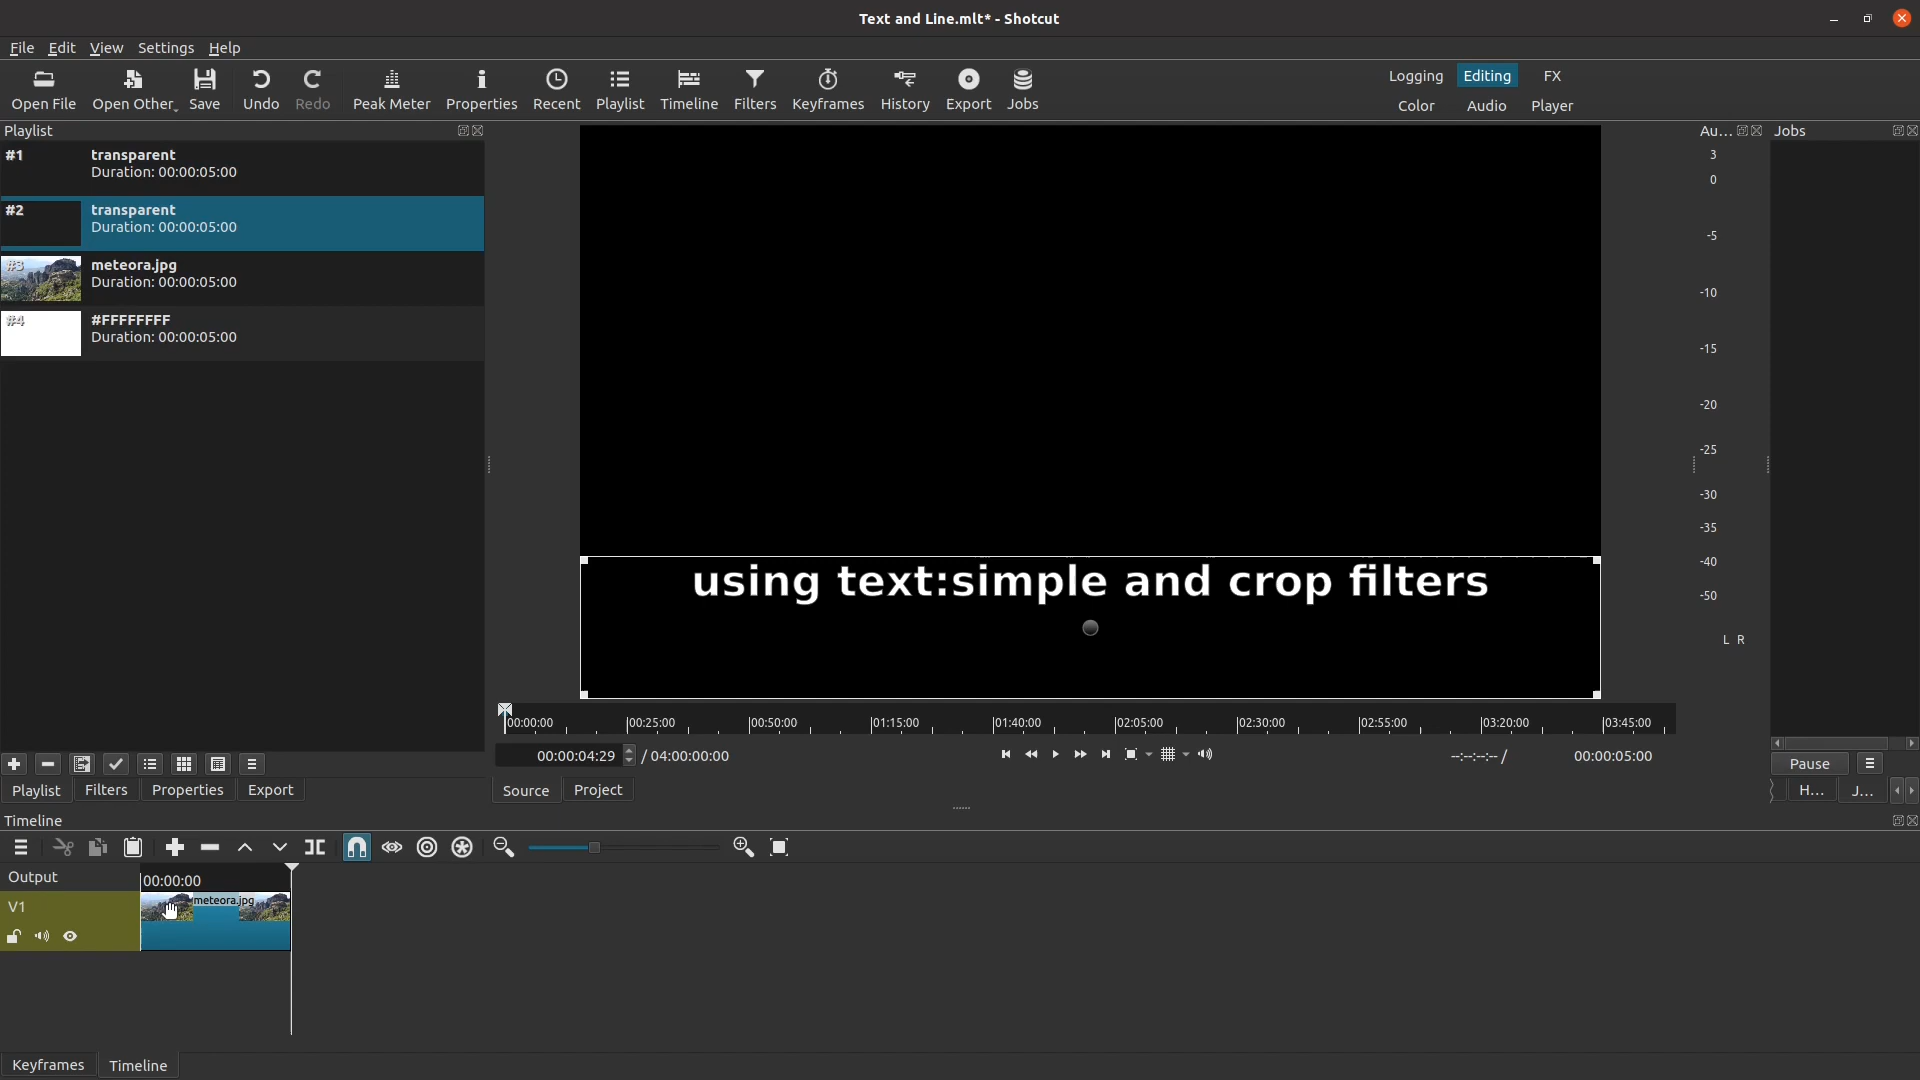 Text and Line.mlt* - Shotcut
File Edit View Settings Help
Open File Open Other Save Undo Redo Peak Meter Properties Recent Playlist Timeline Filters Keyframes History Export Jobs
Logging Editing FX
Color Audio Player
Playlist
#1 transparent
Duration: 00:00:05:00
#2 transparent
Duration: 00:00:05:00
#3 meteora.jpg
Duration: 00:00:05:00
#4 #FFFFFFFF
Duration: 00:00:05:00
using text:simple and crop filters
00:00:00 00:25:00 00:50:00 01:15:00 01:40:00 02:05:00 02:30:00 02:55:00 03:20:00 03:45:00
00:00:04:29 / 04:00:00:00
--:--:--:-- / 00:00:05:00
Source Project
Au...
3
0
-5
-10
-15
-20
-25
-30
-35
-40
-50
L R
Jobs
Pause
H... J...
Playlist Filters Properties Export
Timeline
Output
00:00:00
V1
meteora.jpg
Keyframes Timeline